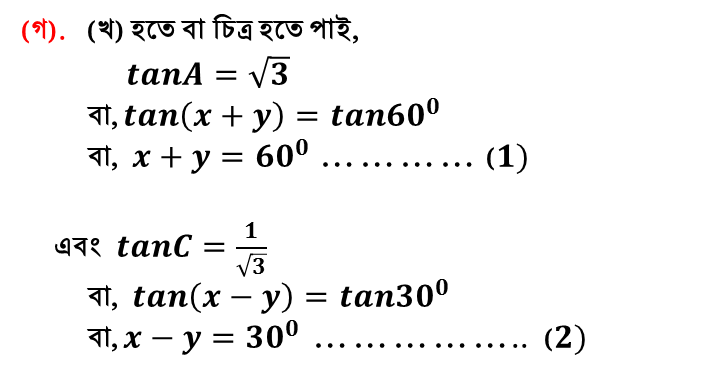 (গ). (খ) হতে বা চিত্র হতে পাই,
tanA = √3
বা, tan(x + y) = tan60⁰
বা, x + y = 60⁰ ………… (1)
এবং tanC = 1/√3
বা, tan(x − y) = tan30⁰
বা, x − y = 30⁰ ……………….. (2)